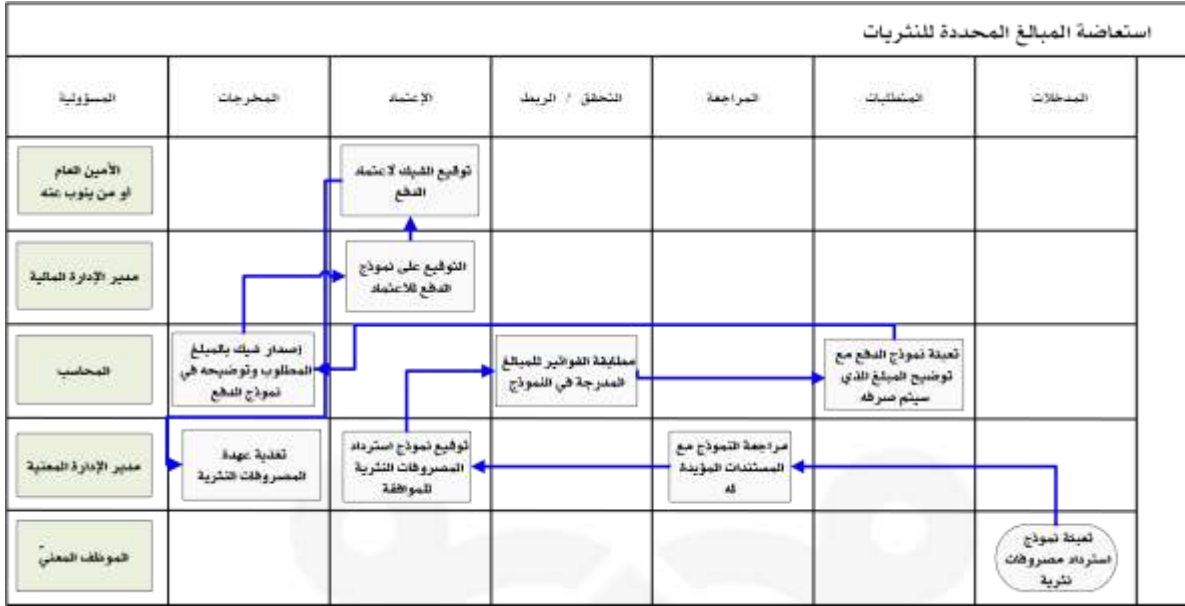 استعاضة المبالغ المحددة للنثريات
المدخلات
المتطلبات
المراجعة
التحقق / الربط
الإعتماد
المخرجات
المسؤولية
توقيع الشيك لاعتماد
الدفع
الأمين العام
أو من ينوب عنه
التوقيع على نموذج
الدفع للاعتماد
مدير الإدارة المالية
تعبئة نموذج الدفع مع
توضيح المبلغ الذي
سيتم صرفه
مطابقة الفواتير للمبالغ
المدرجة في النموذج
إصدار شيك بالمبلغ
المطلوب وتوضيحه في
نموذج الدفع
المحاسب
مراجعة النموذج مع
المستندات المؤيدة
له
توقيع نموذج استرداد
المصروفات النثرية
للموافقة
تغذية عهدة
المصروفات النثرية
مدير الإدارة المعنية
تعبئة نموذج
استرداد مصروفات
نثرية
الموظف المعنيّ